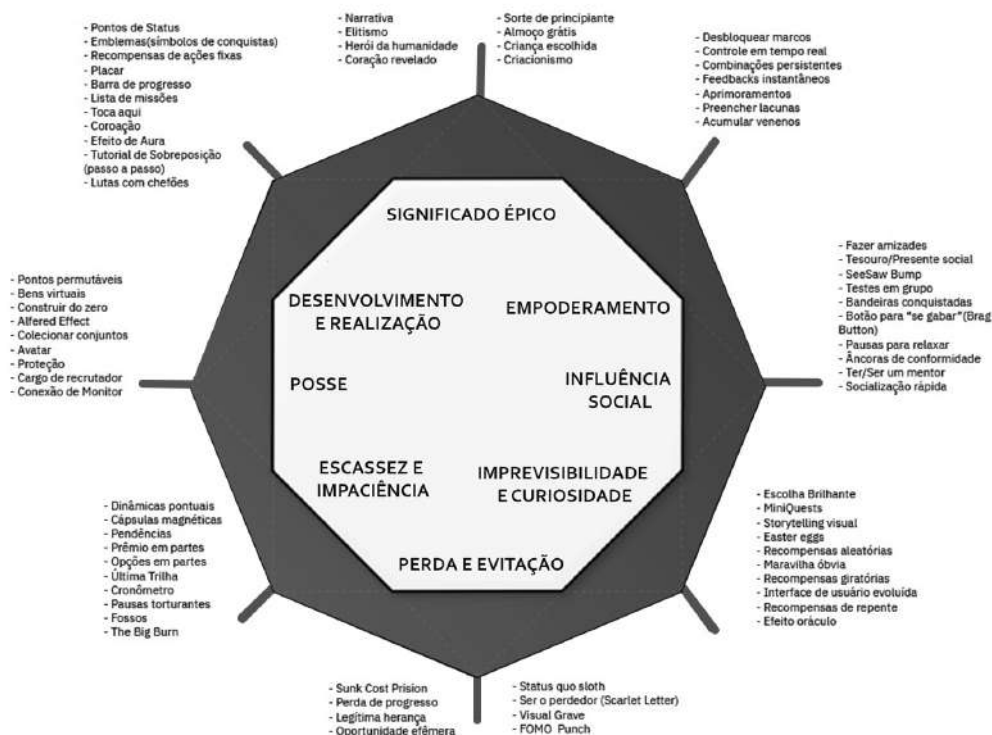 - Narrativa
- Elitismo
- Herói da humanidade
- Coração revelado
- Sorte de principiante
- Almoço grátis
- Criança escolhida
- Criacionismo
- Pontos de Status
- Emblemas(símbolos de conquistas)
- Recompensas de ações fixas
- Placar
- Barra de progresso
- Lista de missões
- Toca aqui
- Coroação
- Efeito de Aura
- Tutorial de Sobreposição
(passo a passo)
- Lutas com chefões
- Desbloquear marcos
- Controle em tempo real
- Combinações persistentes
- Feedbacks instantâneos
- Aprimoramentos
- Preencher lacunas
- Acumular venenos
SIGNIFICADO ÉPICO
DESENVOLVIMENTO
E REALIZAÇÃO
EMPODERAMENTO
POSSE
INFLUÊNCIA
SOCIAL
ESCASSEZ E
IMPACIÊNCIA
IMPREVISIBILIDADE
E CURIOSIDADE
PERDA E EVITAÇÃO
- Pontos permutáveis
- Bens virtuais
- Construir do zero
- Alfered Effect
- Colecionar conjuntos
- Avatar
- Proteção
- Cargo de recrutador
- Conexão de Monitor
- Fazer amizades
- Tesouro/Presente social
- SeeSaw Bump
- Testes em grupo
- Bandeiras conquistadas
- Botão para “se gabar”(Brag
Button)
- Pausas para relaxar
- Âncoras de conformidade
- Ter/Ser um mentor
- Socialização rápida
- Dinâmicas pontuais
- Cápsulas magnéticas
- Pendências
- Prêmio em partes
- Opções em partes
- Última Trilha
- Cronômetro
- Pausas torturantes
- Fossos
- The Big Burn
- Escolha Brilhante
- MiniQuests
- Storytelling visual
- Easter eggs
- Recompensas aleatórias
- Maravilha óbvia
- Recompensas giratórias
- Interface de usuário evoluída
- Recompensas de repente
- Efeito oráculo
- Sunk Cost Prision
- Perda de progresso
- Legítima herança
- Oportunidade efêmera
- Status quo sloth
- Ser o perdedor (Scarlet Letter)
- Visual Grave
- FOMO Punch